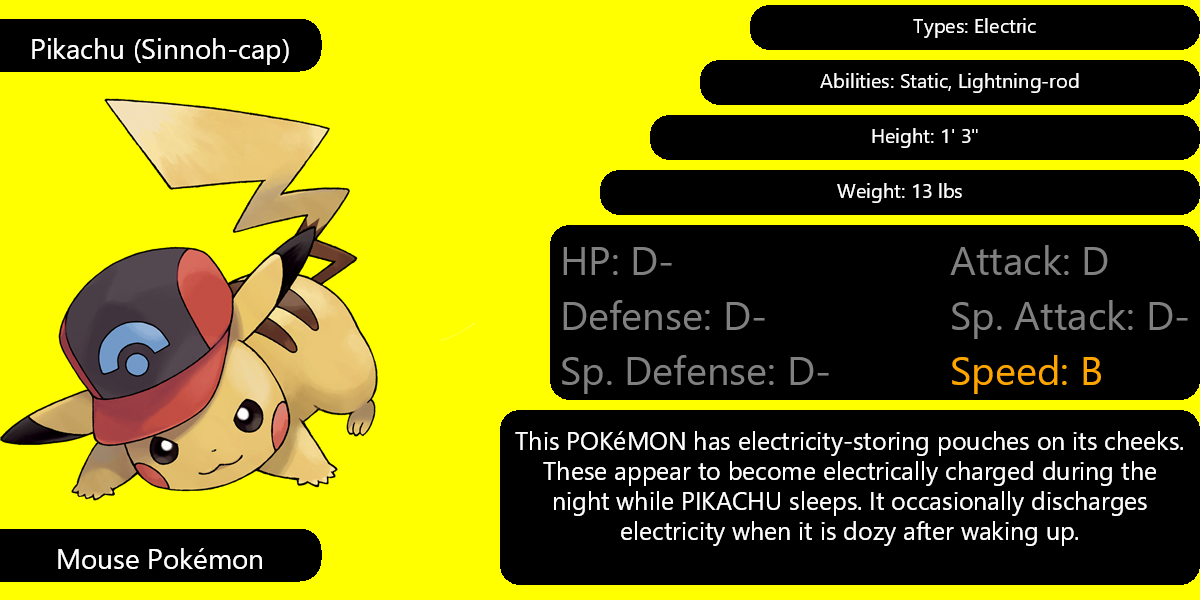 Pikachu (Sinnoh-cap)
Types: Electric
Abilities: Static, Lightning-rod
Height: 1' 3"
Weight: 13 lbs
HP: D-
Attack: D
Defense: D-
Sp. Attack: D-
Sp. Defense: D-
Speed: B
This POKéMON has electricity-storing pouches on its cheeks.
These appear to become electrically charged during the
night while PIKACHU sleeps. It occasionally discharges
electricity when it is dozy after waking up.
Mouse Pokémon